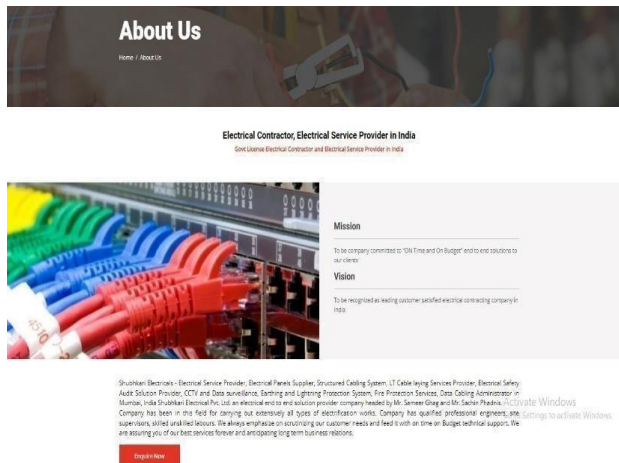 About Us
Home / About Us
Electrical Contractor, Electrical Service Provider in India
Govt License Electrical Contractor and Electrical Service Provider in India
Mission
To be company committed to "ON Time and On Budget" end to end solutions to
our clients
Vision
To be recognized as leading customer satisfied electrical contracting company in
India
4510
Shubhkari Electricals - Electrical Service Provider, Electrical Panels Supplier, Structured Cabling System, LT Cable laying Services Provider, Electrical Safety
Audit Solution Provider, CCTV and Data surveillance, Earthing and Lightning Protection System, Fire Protection Services, Data Cabling Administrator in
Mumbai, India Shubhkari Electrical Pvt. Ltd. an electrical end to end solution provider company headed by Mr. Sameer Ghag and Mr. Sachin Phadnis.
Activate Windows
Company has been in this field for carrying out extensively all types of electrification works. Company has qualified professional engineers, site
Settings to activate Windows.
supervisors, skilled unskilled labours. We always emphasize on scrutinizing our customer needs and feed it with on time on Budget technical support. We
are assuring you of our best services forever and anticipating long term business relations.
Enquire Now